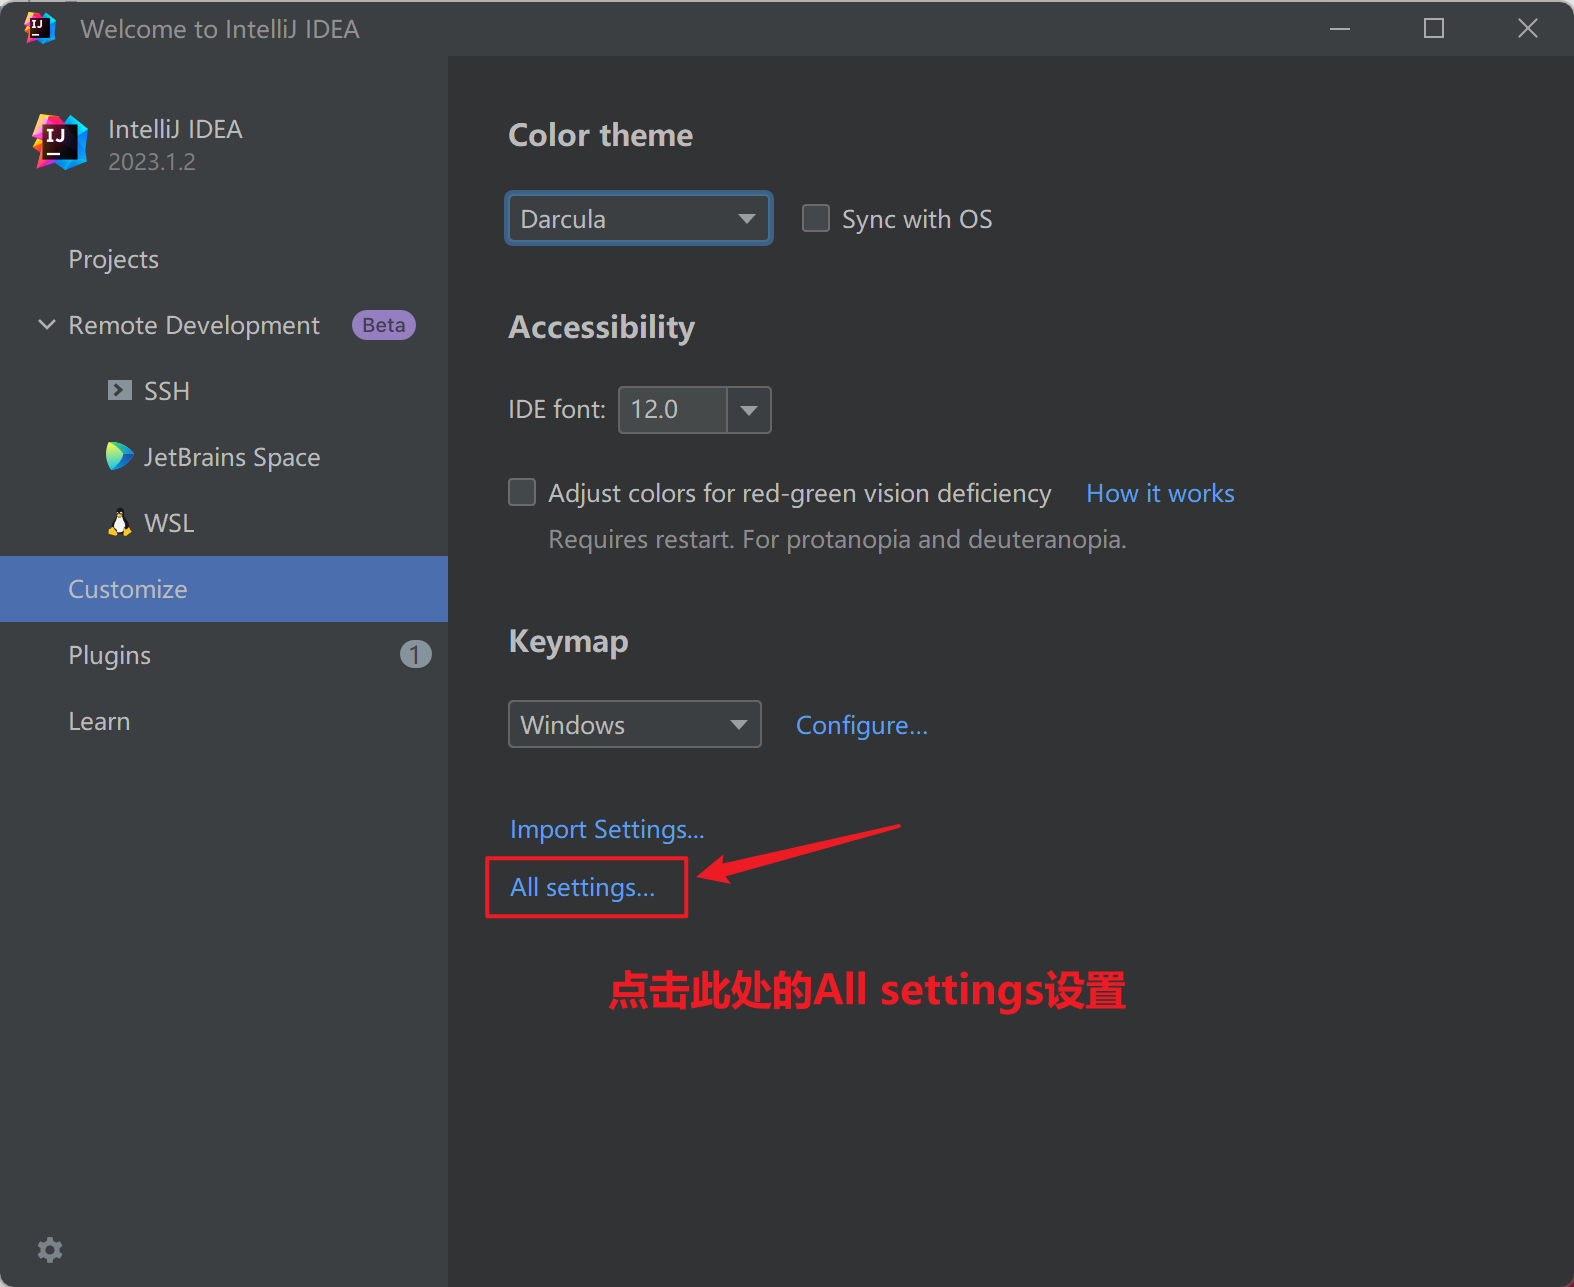 Welcome to IntelliJ IDEA
IntelliJ IDEA
2023.1.2
Projects
Remote Development Beta
SSH
JetBrains Space
WSL
Customize
Plugins 1
Learn
Color theme
Darcula Sync with OS
Accessibility
IDE font: 12.0
Adjust colors for red-green vision deficiency How it works
Requires restart. For protanopia and deuteranopia.
Keymap
Windows Configure...
Import Settings...
All settings...
点击此处的All settings设置